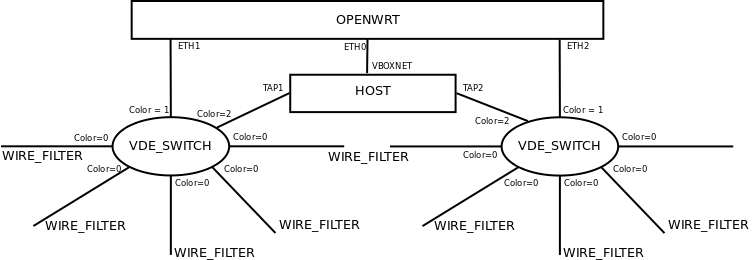 OPENWRT
ETH1
ETH0
ETH2
VBOXNET
TAP1
HOST
TAP2
Color = 1
Color=2
Color=2
Color = 1
Color=0
VDE_SWITCH
Color=0
VDE_SWITCH
Color=0
WIRE_FILTER
WIRE_FILTER
Color=0
Color=0
Color=0
Color=0
Color=0
Color=0
Color=0
WIRE_FILTER
WIRE_FILTER
WIRE_FILTER
WIRE_FILTER
WIRE_FILTER
WIRE_FILTER